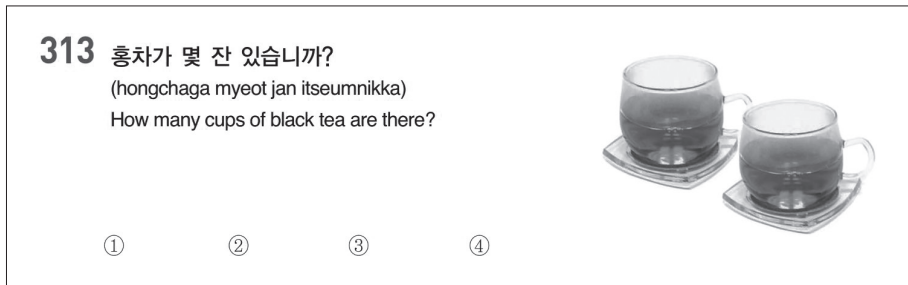 313 홍차가 몇 잔 있습니까?
(hongchaga myeot jan itseumnikka)
How many cups of black tea are there?
① ② ③ ④